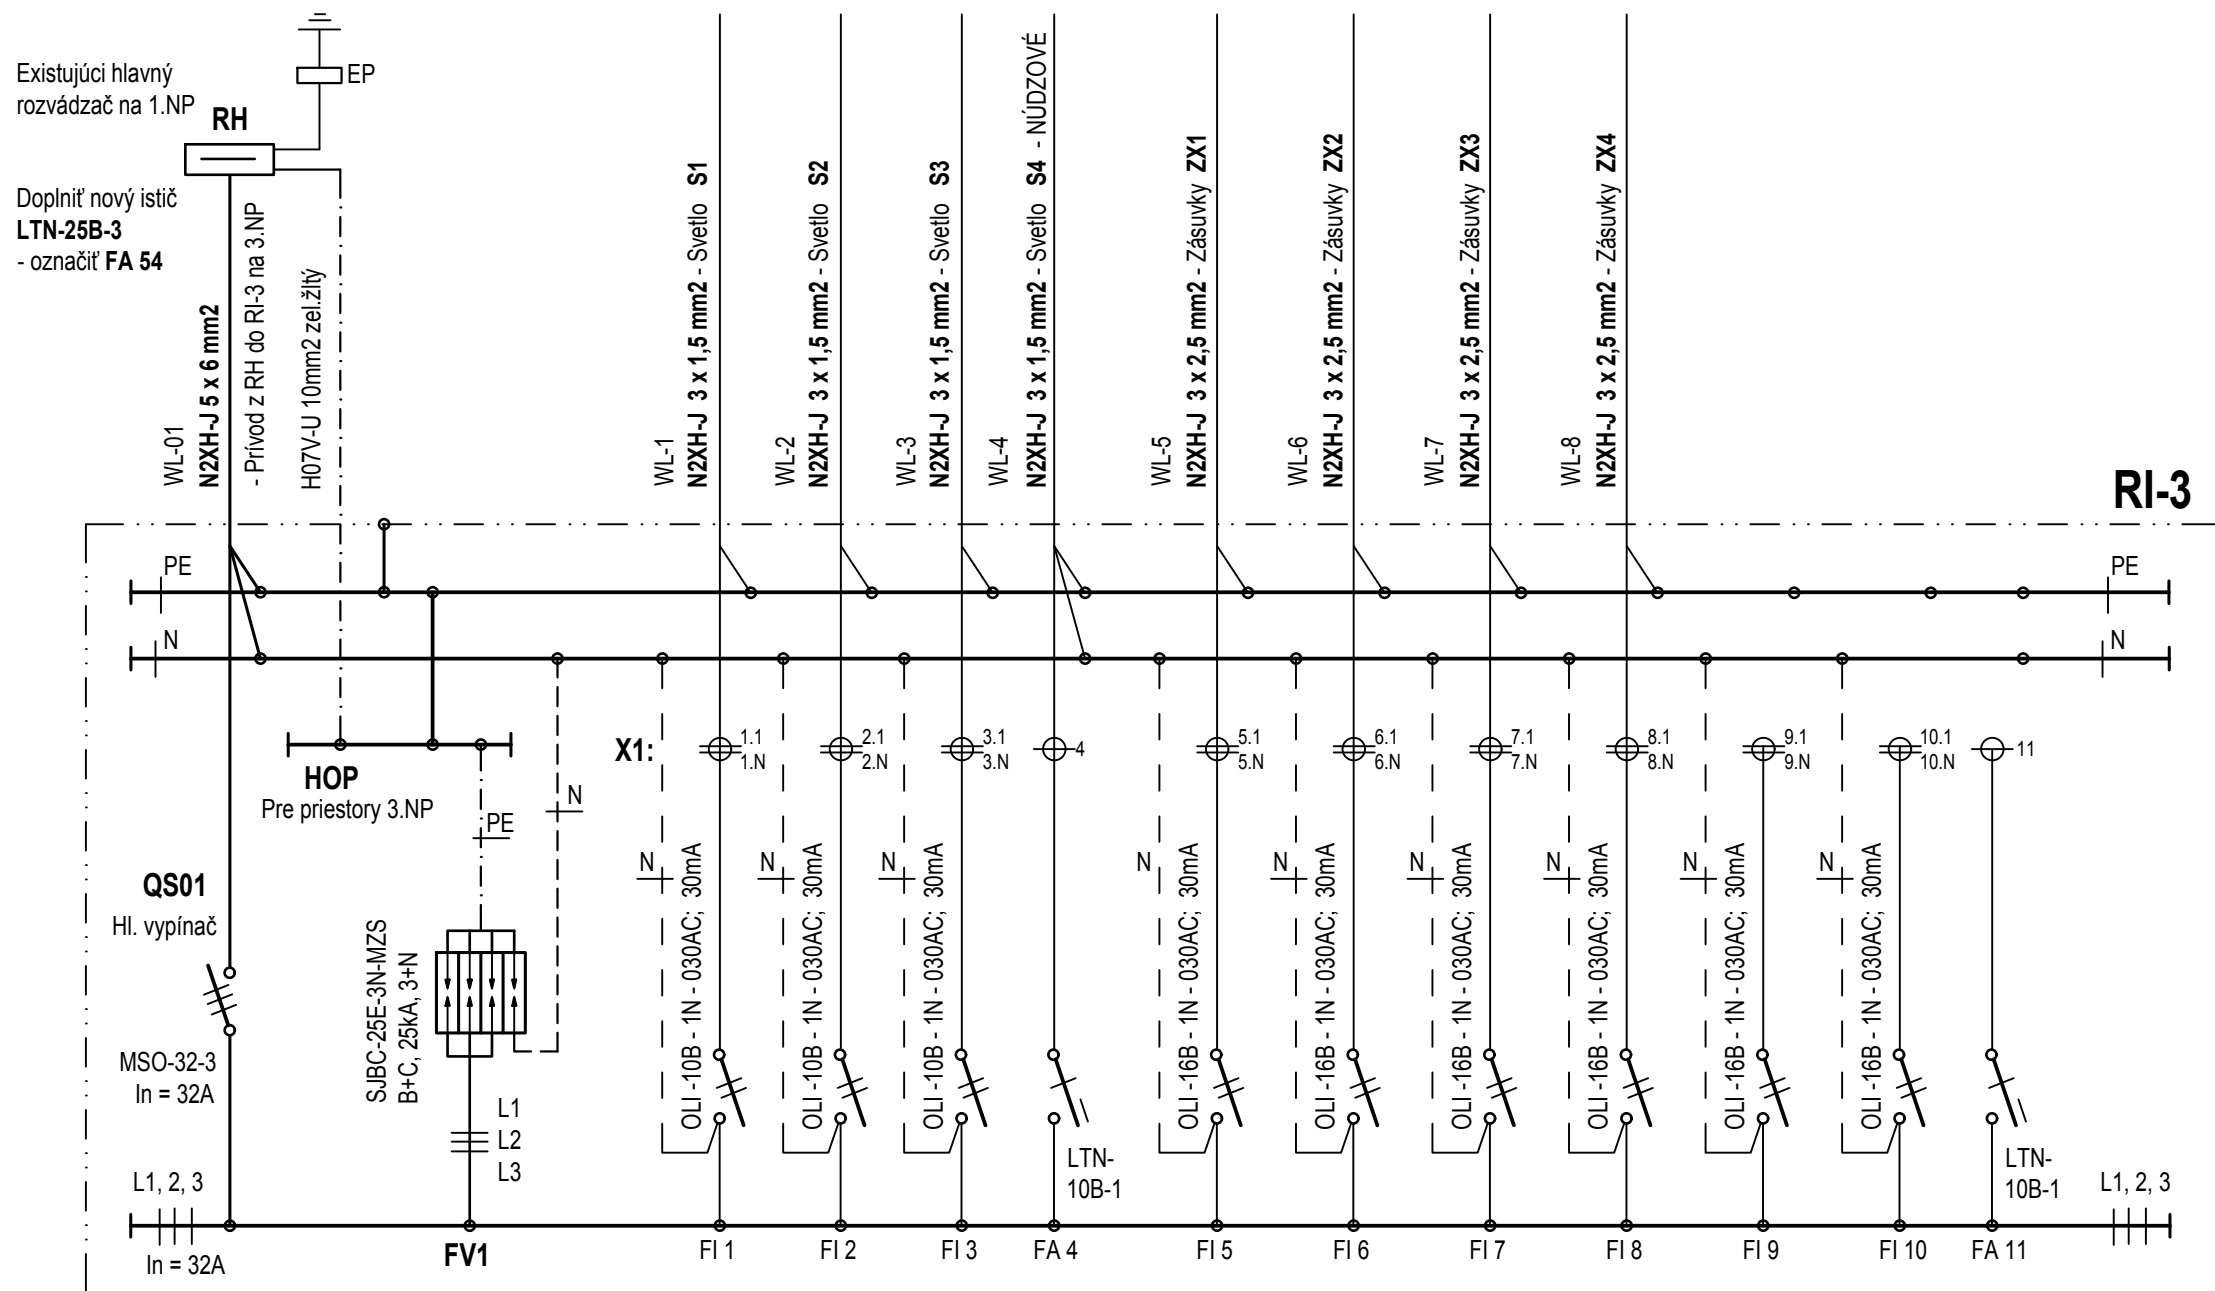 Existujúci hlavný
rozvádzač na 1.NP
EP
RH
Doplniť nový istič
LTN-25B-3
- označiť FA 54
WL-01
N2XH-J 5 x 6 mm2
- Prívod z RH do RI-3 na 3.NP
H07V-U 10mm2 zel.žltý
WL-1
N2XH-J 3 x 1,5 mm2 - Svetlo S1
WL-2
N2XH-J 3 x 1,5 mm2 - Svetlo S2
WL-3
N2XH-J 3 x 1,5 mm2 - Svetlo S3
WL-4
N2XH-J 3 x 1,5 mm2 - Svetlo S4 - NÚDZOVÉ
WL-5
N2XH-J 3 x 2,5 mm2 - Zásuvky ZX1
WL-6
N2XH-J 3 x 2,5 mm2 - Zásuvky ZX2
WL-7
N2XH-J 3 x 2,5 mm2 - Zásuvky ZX3
WL-8
N2XH-J 3 x 2,5 mm2 - Zásuvky ZX4
RI-3
PE
PE
N
N
HOP
Pre priestory 3.NP
PE
N
X1:
1.1
1.N
2.1
2.N
3.1
3.N
4
5.1
5.N
6.1
6.N
7.1
7.N
8.1
8.N
9.1
9.N
10.1
10.N
11
QS01
Hl. vypínač
MSO-32-3
In = 32A
SJBC-25E-3N-MZS
B+C, 25kA, 3+N
L1
L2
L3
N
OLI -10B - 1N - 030AC; 30mA
N
OLI -10B - 1N - 030AC; 30mA
N
OLI -10B - 1N - 030AC; 30mA
LTN-
10B-1
N
OLI -16B - 1N - 030AC; 30mA
N
OLI -16B - 1N - 030AC; 30mA
N
OLI -16B - 1N - 030AC; 30mA
N
OLI -16B - 1N - 030AC; 30mA
N
OLI -16B - 1N - 030AC; 30mA
N
OLI -16B - 1N - 030AC; 30mA
LTN-
10B-1
L1, 2, 3
L1, 2, 3
In = 32A
FV1
FI 1
FI 2
FI 3
FA 4
FI 5
FI 6
FI 7
FI 8
FI 9
FI 10
FA 11